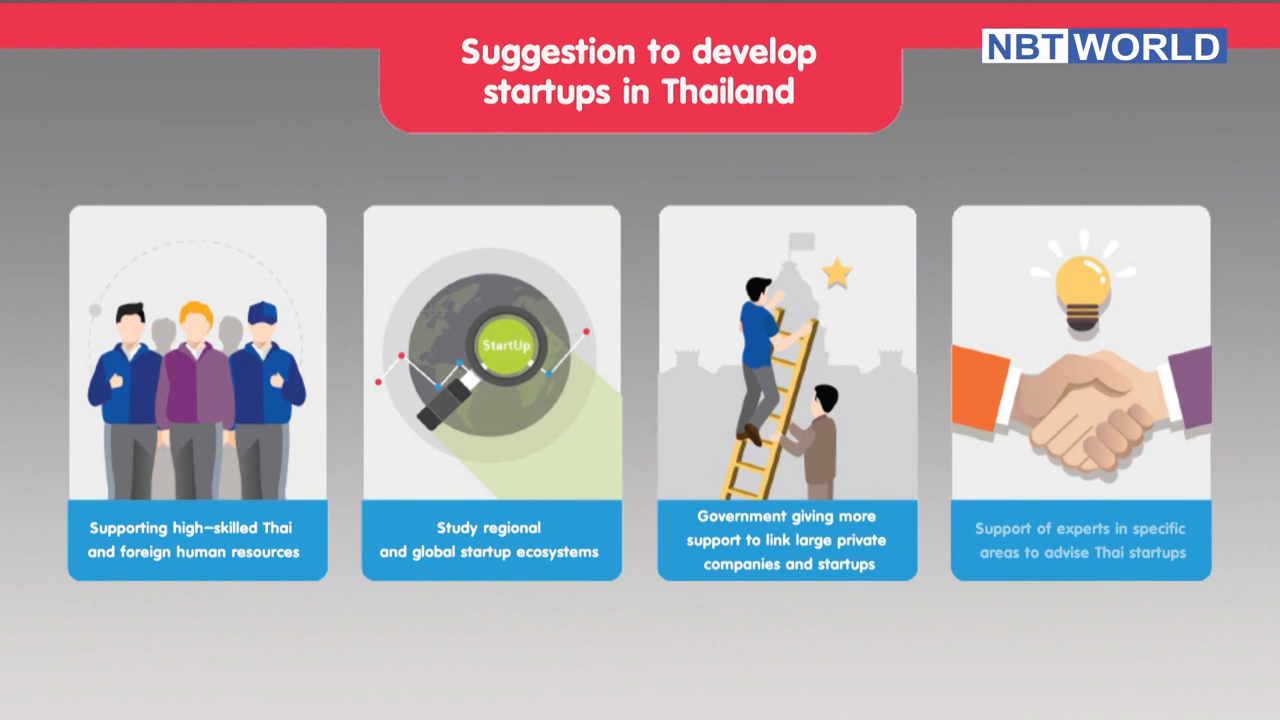 Suggestion to develop
startups in Thailand
NBT WORLD
StartUp
Supporting high-skilled Thai
and foreign human resources
Study regional
and global startup ecosystems
Government giving more
support to link large private
companies and startups
Support of experts in specific
areas to advise Thai startups